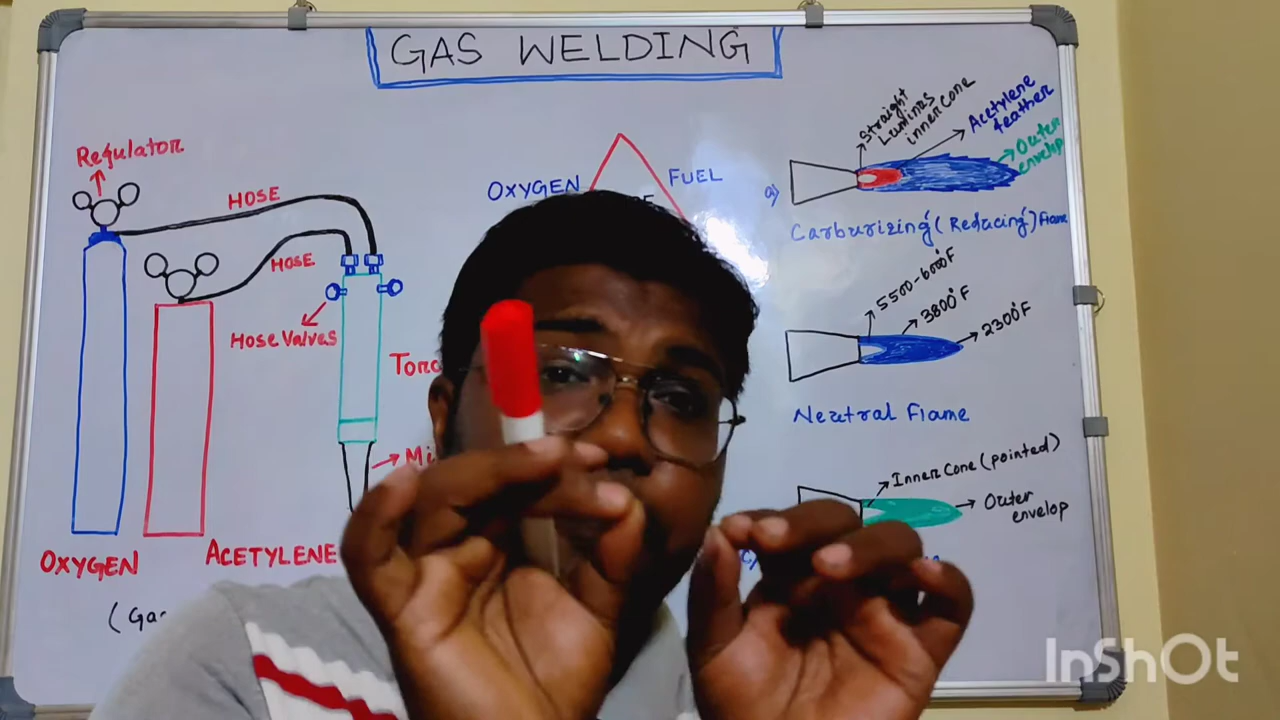 GAS WELDING
Regulator
HOSE
HOSE
Hose Valves
OXYGEN
ACETYLENE
OXYGEN
FUEL
Straight
Luminas
inner Cone
Acetylene
feather
Outer
envelop
a)
Carburizing (Reducing) Flame
5500-6000°F
3800°F
2300°F
Neutral Flame
Inner Cone (pointed)
Outer
envelop
InShOt